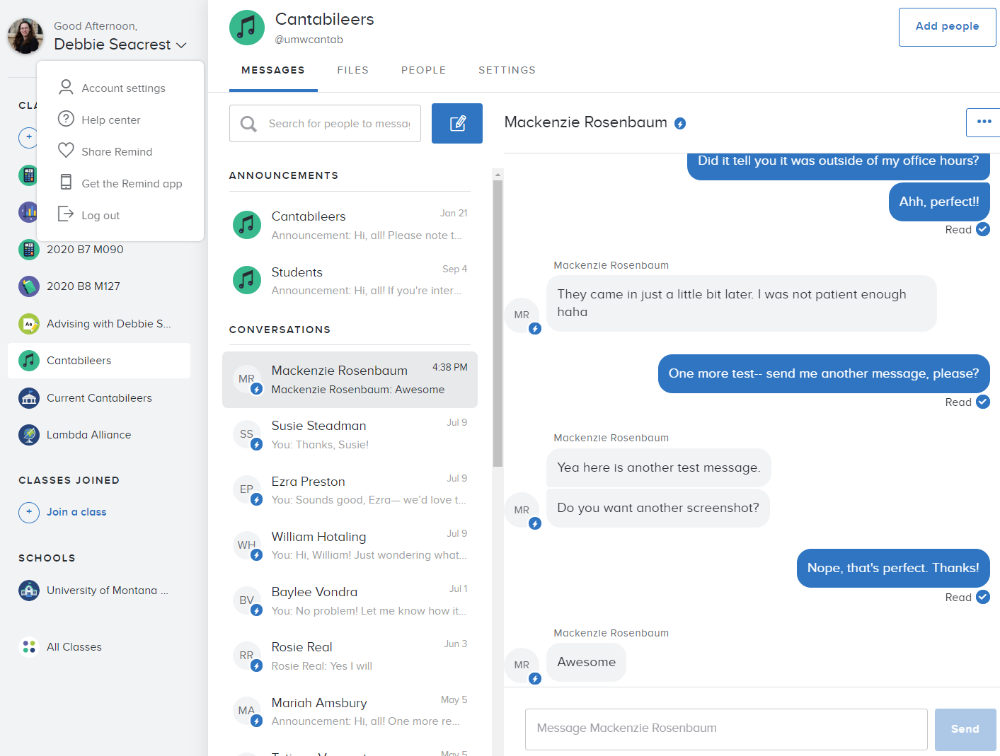 Good Afternoon,
Debbie Seacrest
Account settings
Help center
Share Remind
Get the Remind app
Log out
CLA
+
2020 B7 M090
2020 B8 M127
Aa
Advising with Debbie S...
Cantabileers
Current Cantabileers
Lambda Alliance
CLASSES JOINED
+
Join a class
SCHOOLS
University of Montana ...
All Classes
Cantabileers
@umwcantab
Add people
MESSAGES
FILES
PEOPLE
SETTINGS
Search for people to messag
ANNOUNCEMENTS
Cantabileers
Jan 21
Announcement: Hi, all! Please note t...
Students
Sep 4
Announcement: Hi, all! If you're inter...
CONVERSATIONS
MR
Mackenzie Rosenbaum
4:38 PM
Mackenzie Rosenbaum: Awesome
SS
Susie Steadman
Jul 9
You: Thanks, Susie!
EP
Ezra Preston
Jul 9
You: Sounds good, Ezra— we'd love t...
WH
William Hotaling
Jul 9
You: Hi, William! Just wondering what...
BV
Baylee Vondra
Jul 1
You: No problem! Let me know how it...
RR
Rosie Real
Jun 3
Rosie Real: Yes I will
MA
Mariah Amsbury
May 5
Announcement: Hi, all! One more re...
May 5
Mackenzie Rosenbaum
•••
Did it tell you it was outside of my office hours?
Ahh, perfect!!
Read
Mackenzie Rosenbaum
They came in just a little bit later. I was not patient enough
haha
MR
One more test-- send me another message, please?
Read
Mackenzie Rosenbaum
Yea here is another test message.
Do you want another screenshot?
MR
Nope, that's perfect. Thanks!
Read
Mackenzie Rosenbaum
Awesome
MR
Message Mackenzie Rosenbaum
Send